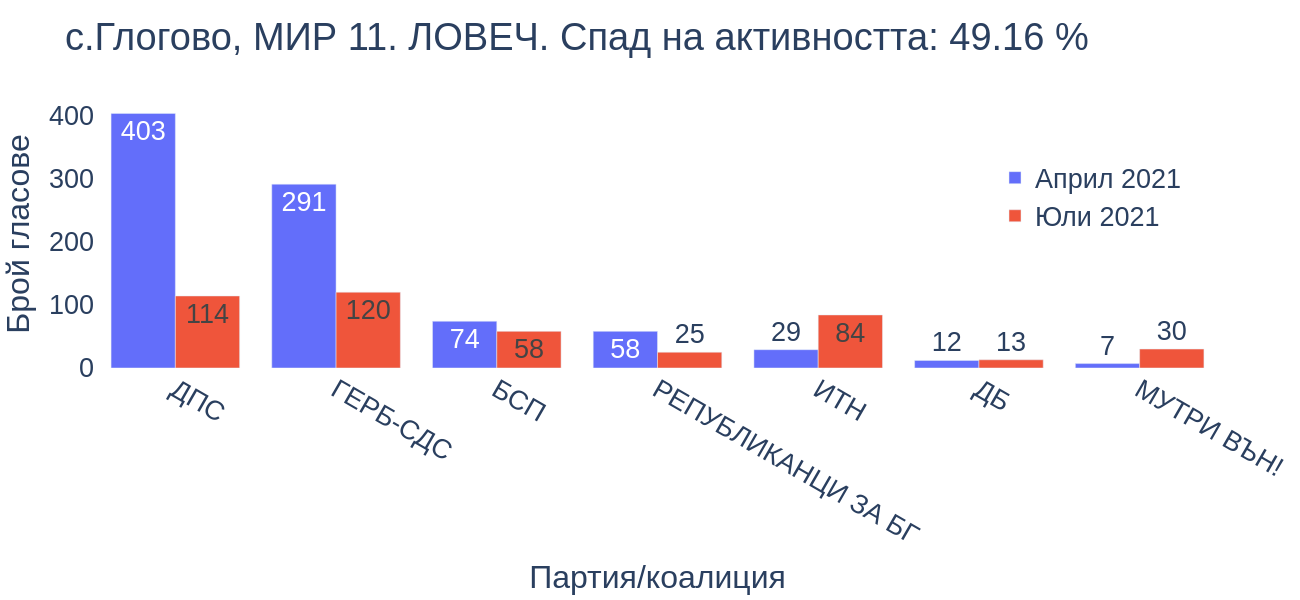 с.Глогово, МИР 11. ЛОВЕЧ. Спад на активността: 49.16 %
Брой гласове
400
300
200
100
0
403
114
291
120
74
58
58
25
29
84
12
13
7
30
Април 2021
Юли 2021
ДПС
ГЕРБ-СДС
БСП
РЕПУБЛИКАНЦИ ЗА БГ
ИТН
ДБ
МУТРИ ВЪН!
Партия/коалиция